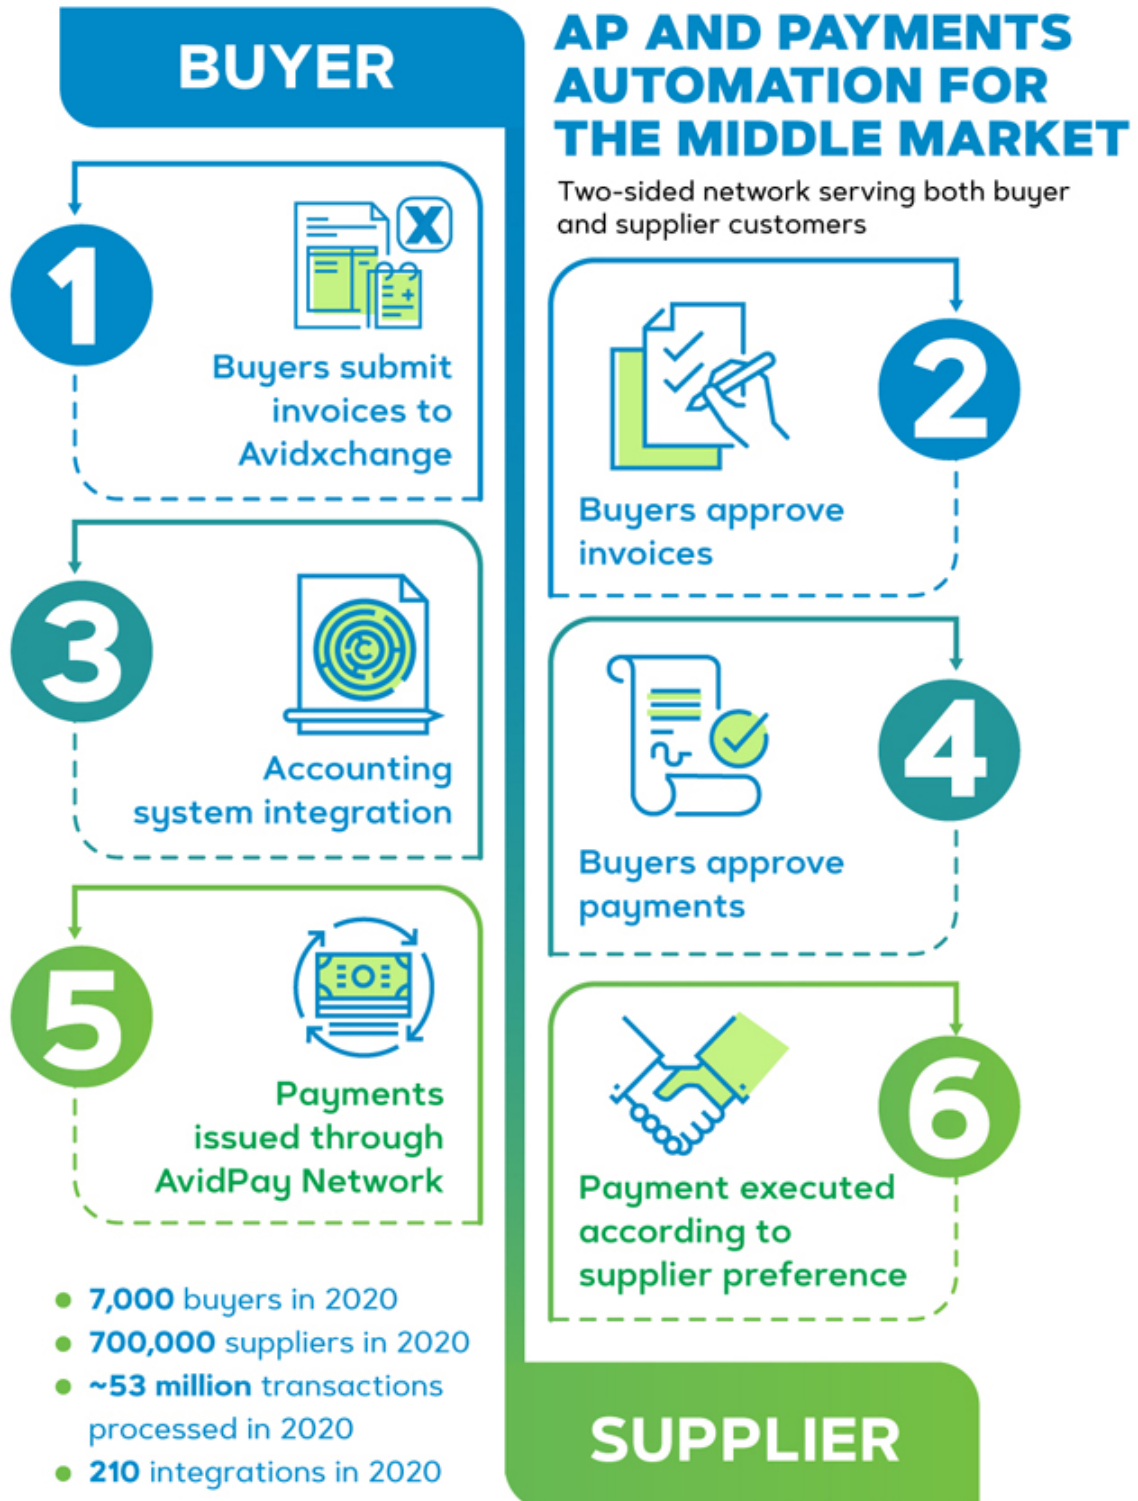 BUYER
AP AND PAYMENTS
AUTOMATION FOR
THE MIDDLE MARKET
Two-sided network serving both buyer
and supplier customers
1
X
Buyers submit
invoices to
Avidxchange
2
Buyers approve
invoices
3
Accounting
system integration
4
Buyers approve
payments
5
Payments
issued through
AvidPay Network
6
Payment executed
according to
supplier preference
• 7,000 buyers in 2020
• 700,000 suppliers in 2020
• ~53 million transactions
processed in 2020
• 210 integrations in 2020
SUPPLIER